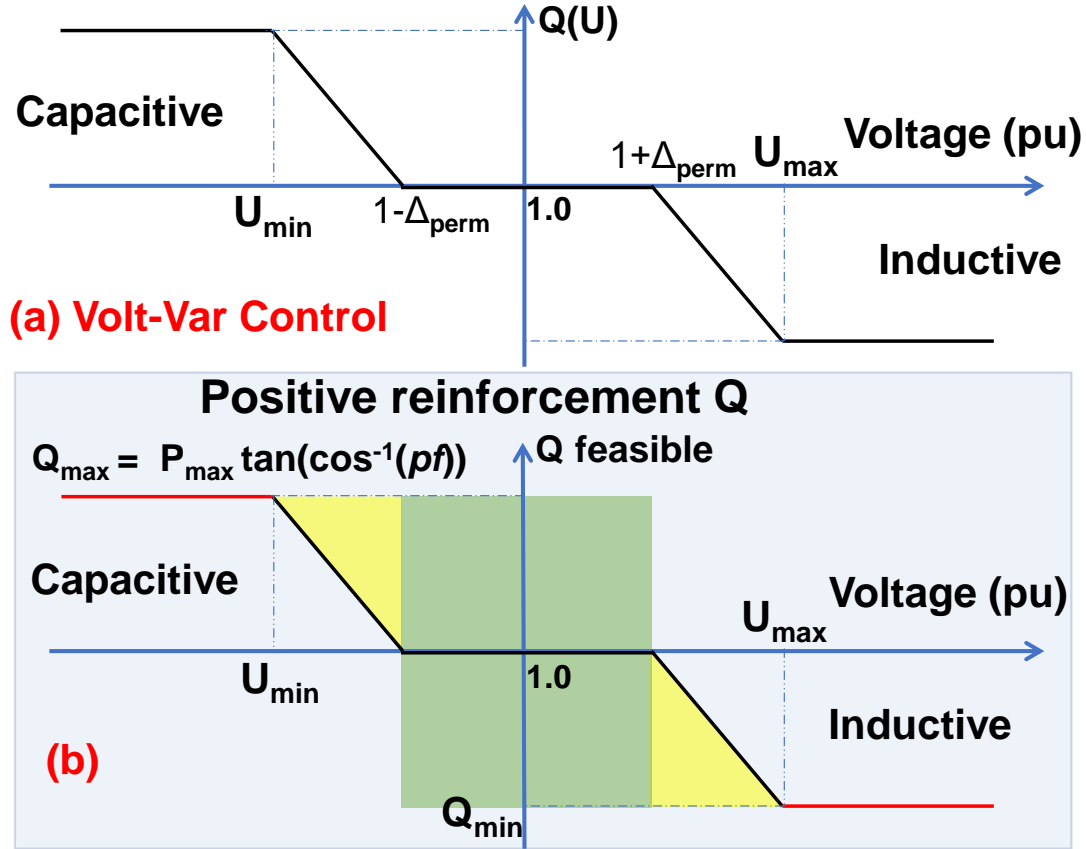 Q(U)
Capacitive
Voltage (pu)
1+Δperm
Umax
Umin
1-Δperm
1.0
Inductive
(a) Volt-Var Control
Positive reinforcement Q
Qmax = Pmax tan(cos-1(pf))
Q feasible
Capacitive
Voltage (pu)
Umax
Umin
1.0
Inductive
(b)
Qmin